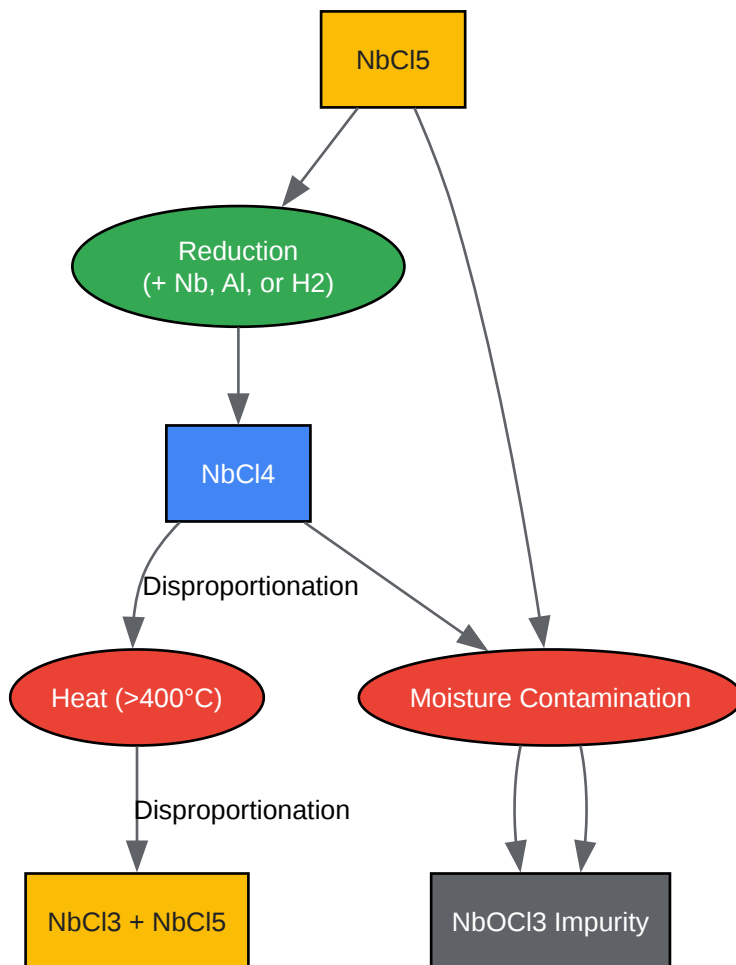 NbCl5
Reduction
(+ Nb, Al, or H2)
NbCl4
Disproportionation
Heat (>400°C)
Moisture Contamination
Disproportionation
NbCl3 + NbCl5
NbOCl3 Impurity